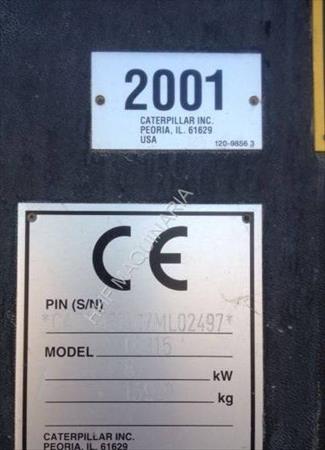 2001
CATERPILLAR INC.
PEORIA, IL. 61629
USA
120-9856 3
CE
PIN (S/N)
MODEL
kW
kg
CATERPILLAR INC.
PEORIA, IL. 61629
MAQUINARIA